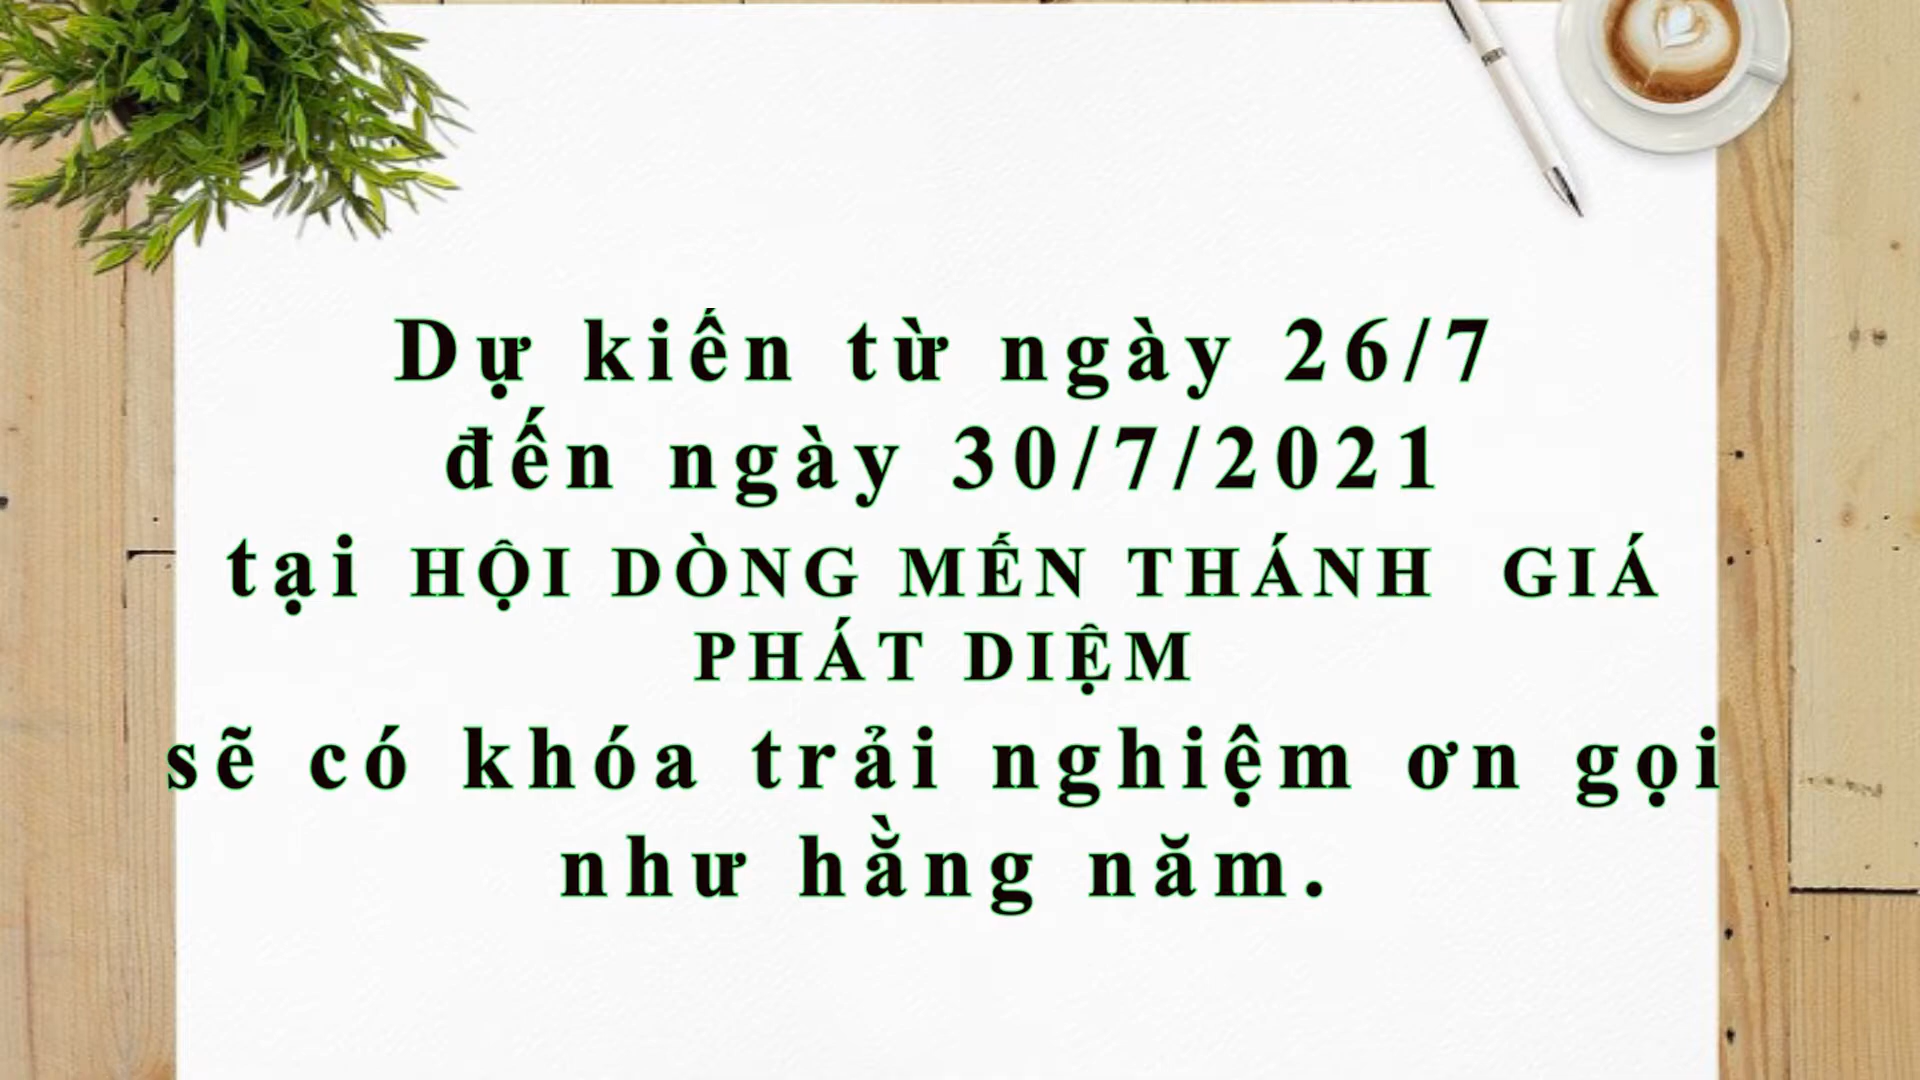 Dự kiến từ ngày 26/7
đến ngày 30/7/2021
tại HỘI DÒNG MẾN THÁNH GIÁ
PHÁT DIỆM
sẽ có khóa trải nghiệm ơn gọi
như hằng năm.